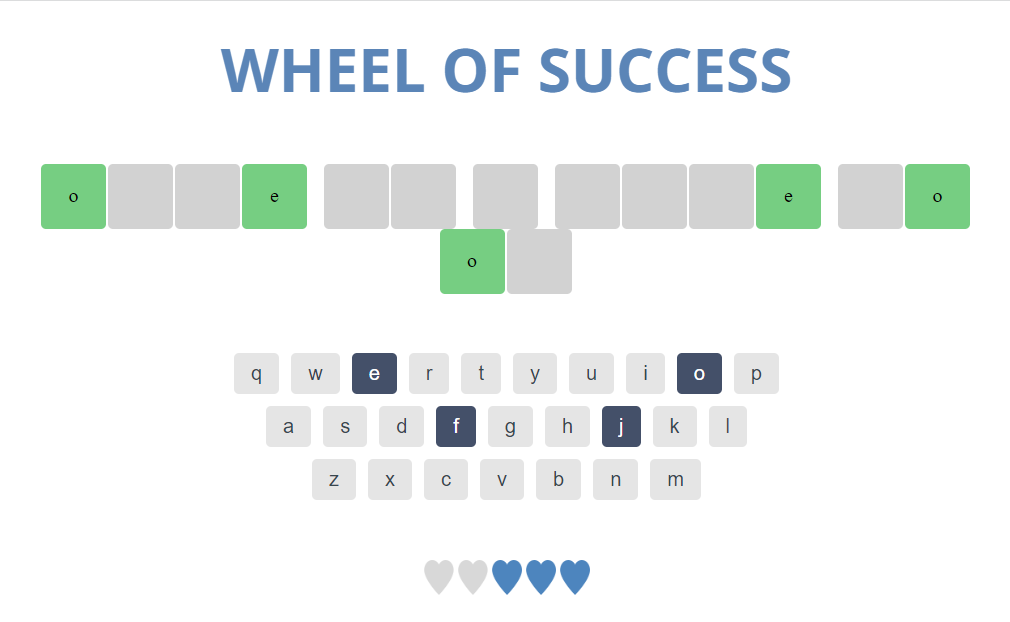 WHEEL OF SUCCESS
o e e o
o
q w e r t y u i o p
a s d f g h j k l
z x c v b n m